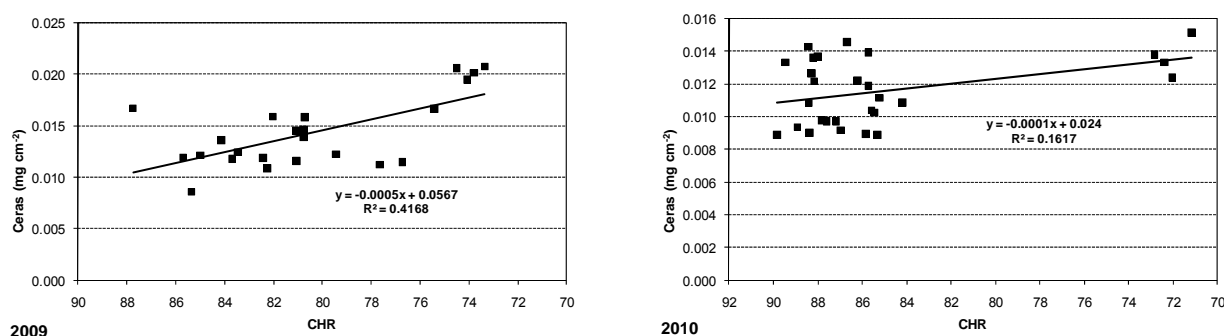 0.025
0.020
0.015
0.010
0.005
0.000
Ceras (mg cm⁻²)
y = -0.0005x + 0.0567
R² = 0.4168
90 88 86 84 82 80 78 76 74 72 70
CHR
2009
0.016
0.014
0.012
0.010
0.008
0.006
0.004
0.002
0.000
Ceras (mg cm⁻²)
y = -0.0001x + 0.024
R² = 0.1617
92 90 88 86 84 82 80 78 76 74 72 70
CHR
2010